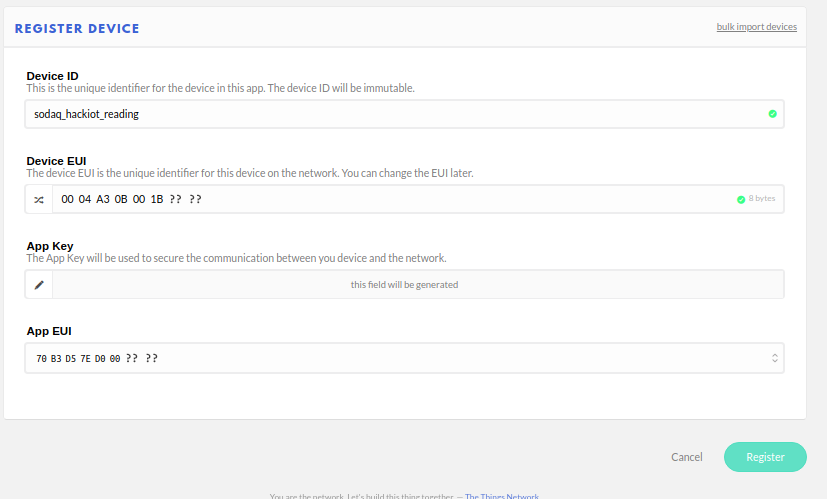 REGISTER DEVICE
bulk import devices
Device ID
This is the unique identifier for the device in this app. The device ID will be immutable.
sodaq_hackiot_reading
Device EUI
The device EUI is the unique identifier for this device on the network. You can change the EUI later.
00 04 A3 0B 00 1B ?? ??
8 bytes
App Key
The App Key will be used to secure the communication between you device and the network.
this field will be generated
App EUI
70 B3 D5 7E D0 00 ?? ??
Cancel
Register
You are the network. Let's build this thing together. — The Things Network